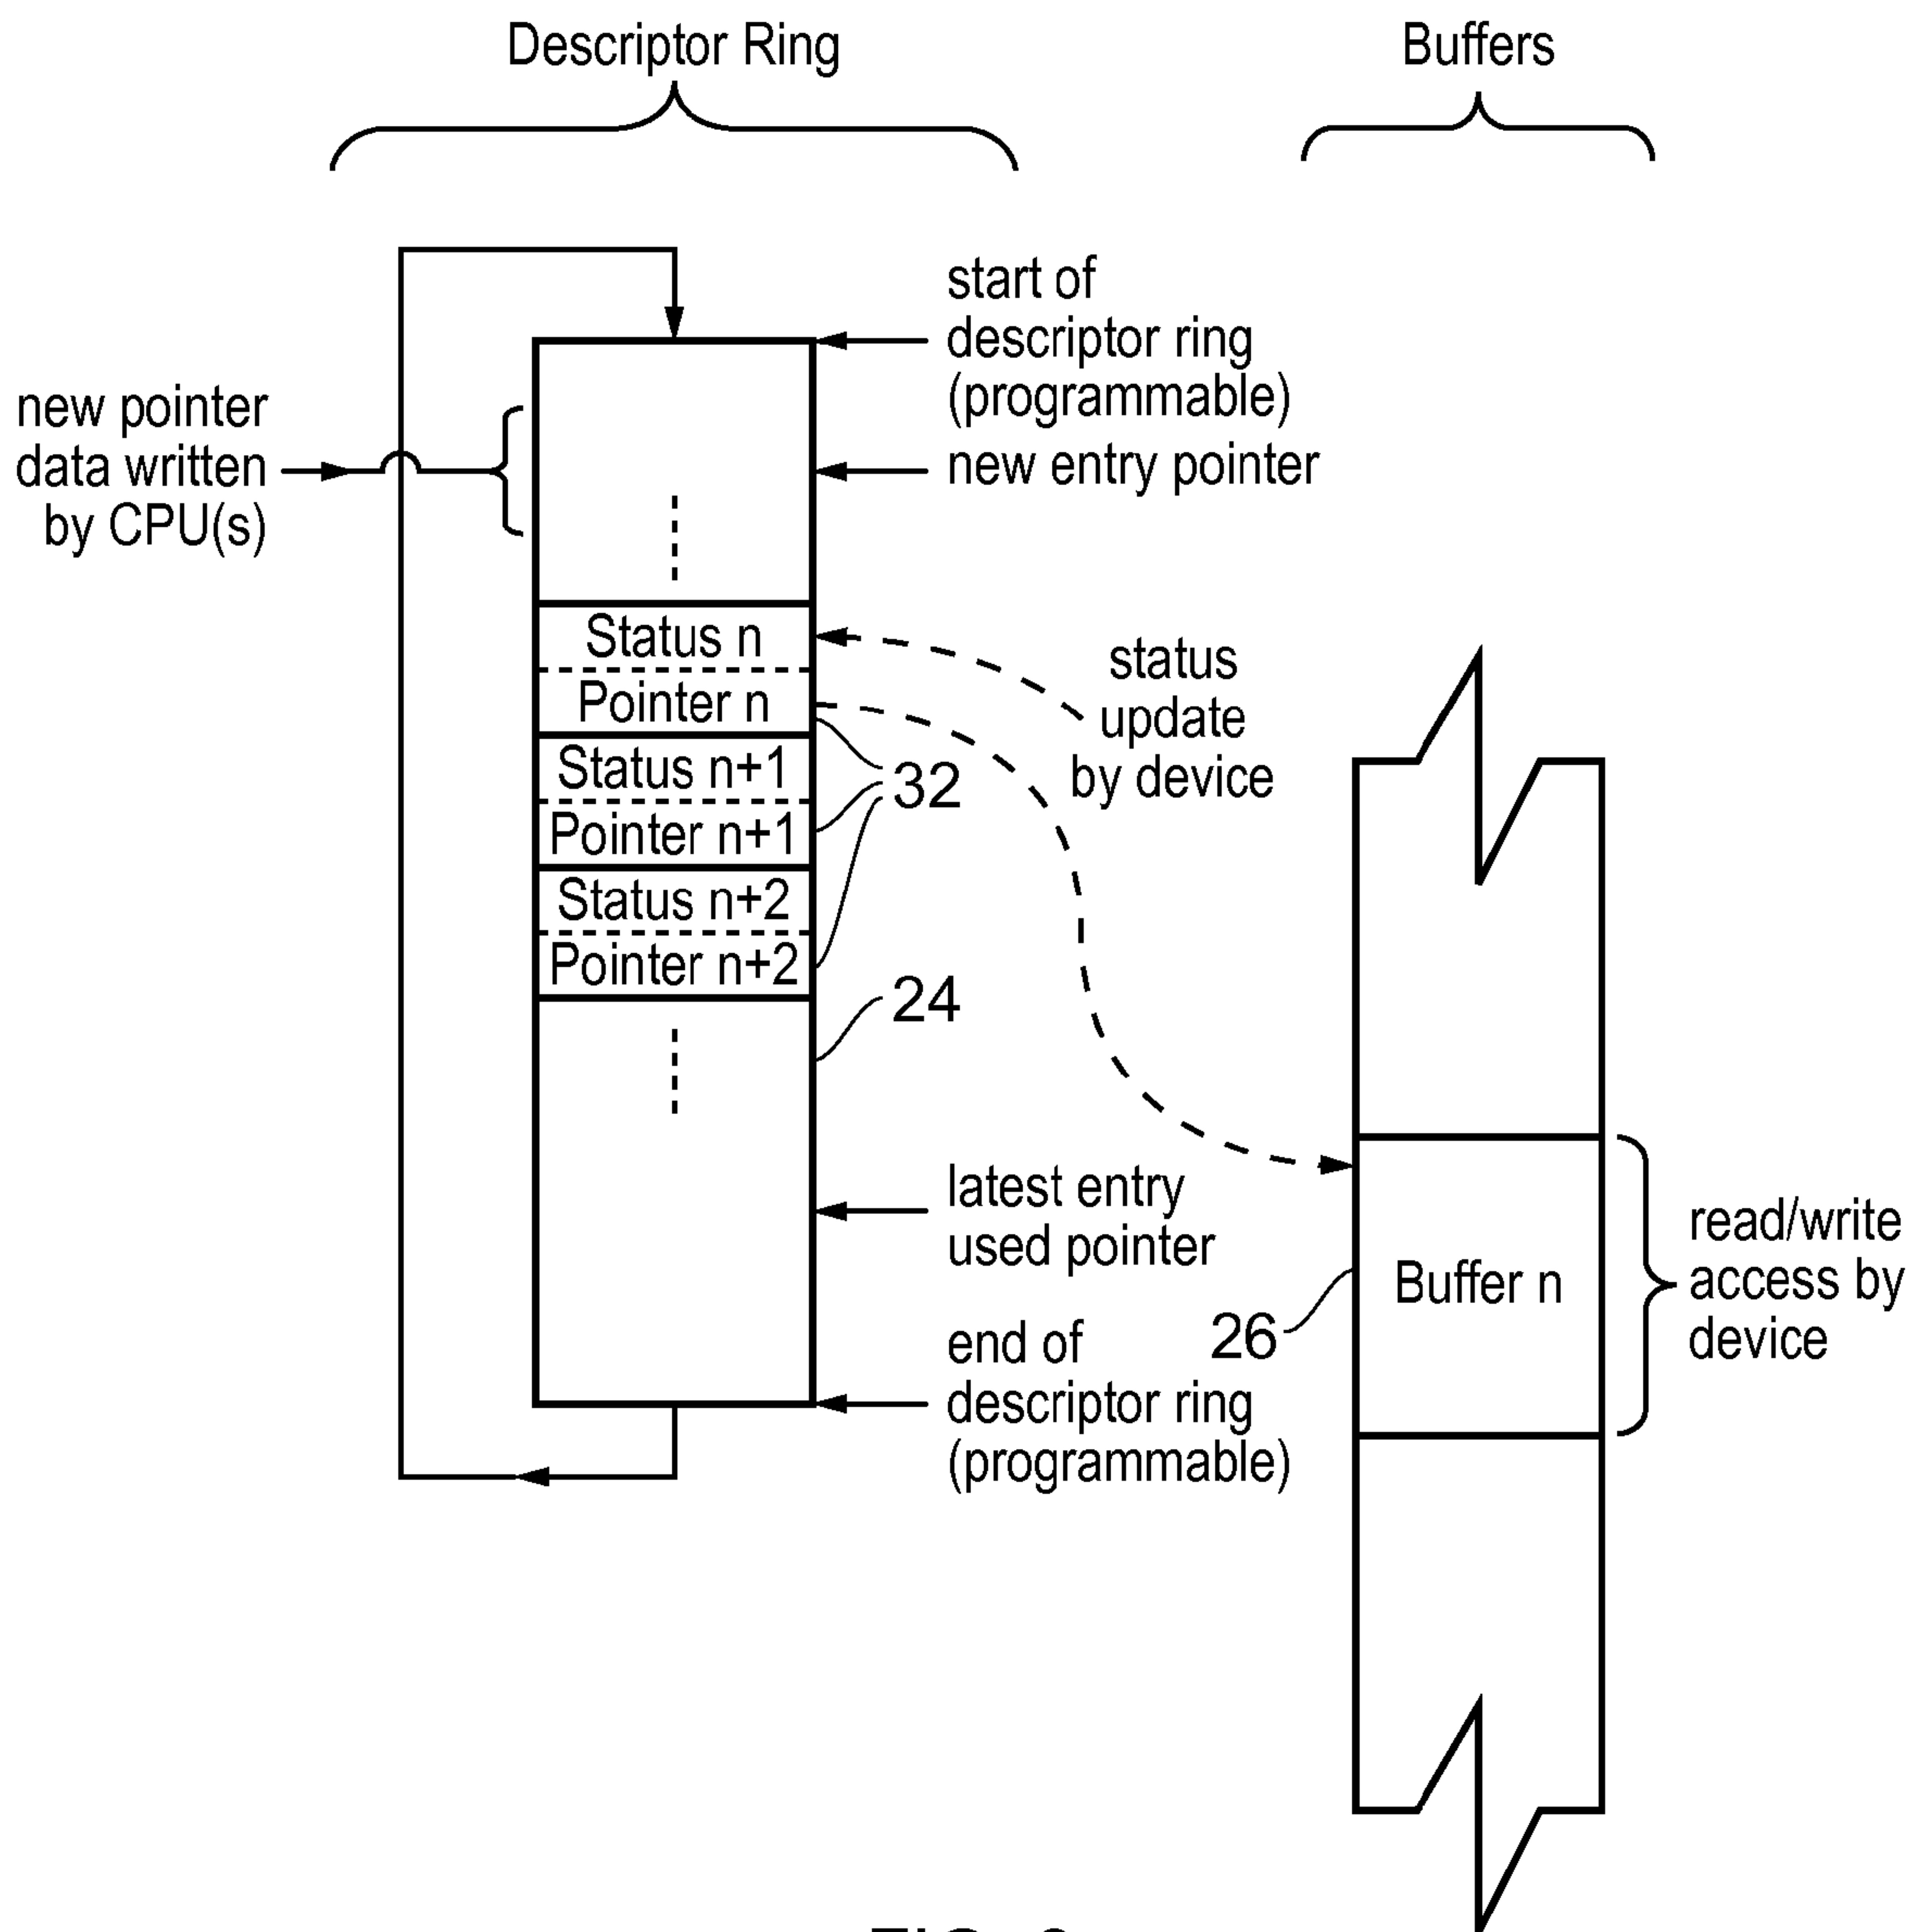 Descriptor Ring
Buffers
start of
descriptor ring
(programmable)
new pointer
data written
by CPU(s)
new entry pointer
Status n
Pointer n
status
update
by device
Status n+1
Pointer n+1
32
Status n+2
Pointer n+2
24
latest entry
used pointer
read/write
access by
device
Buffer n
26
end of
descriptor ring
(programmable)